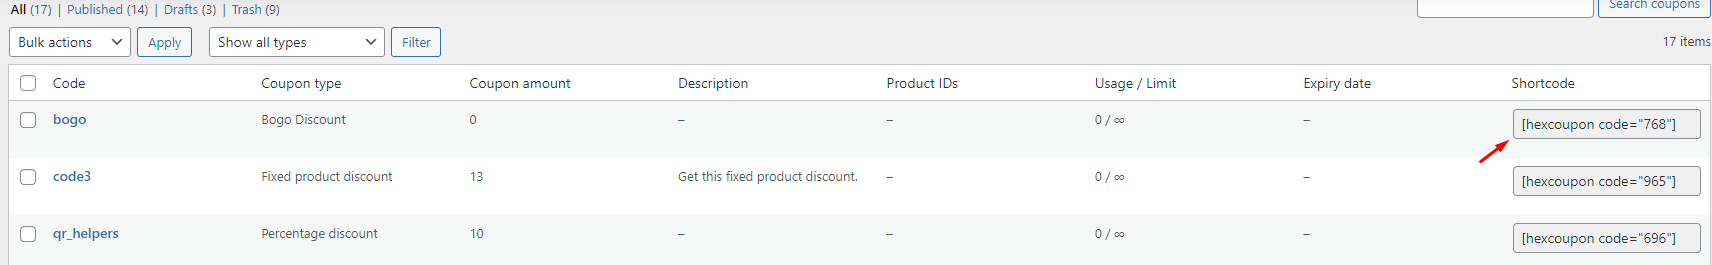 All (17) | Published (14) | Drafts (3) | Trash (9)
Search coupons
Bulk actions Apply Show all types Filter 17 items
Code Coupon type Coupon amount Description Product IDs Usage / Limit Expiry date Shortcode
bogo Bogo Discount 0 – – 0 / ∞ – [hexcoupon code="768"]
code3 Fixed product discount 13 Get this fixed product discount. – 0 / ∞ – [hexcoupon code="965"]
qr_helpers Percentage discount 10 – – 0 / ∞ – [hexcoupon code="696"]